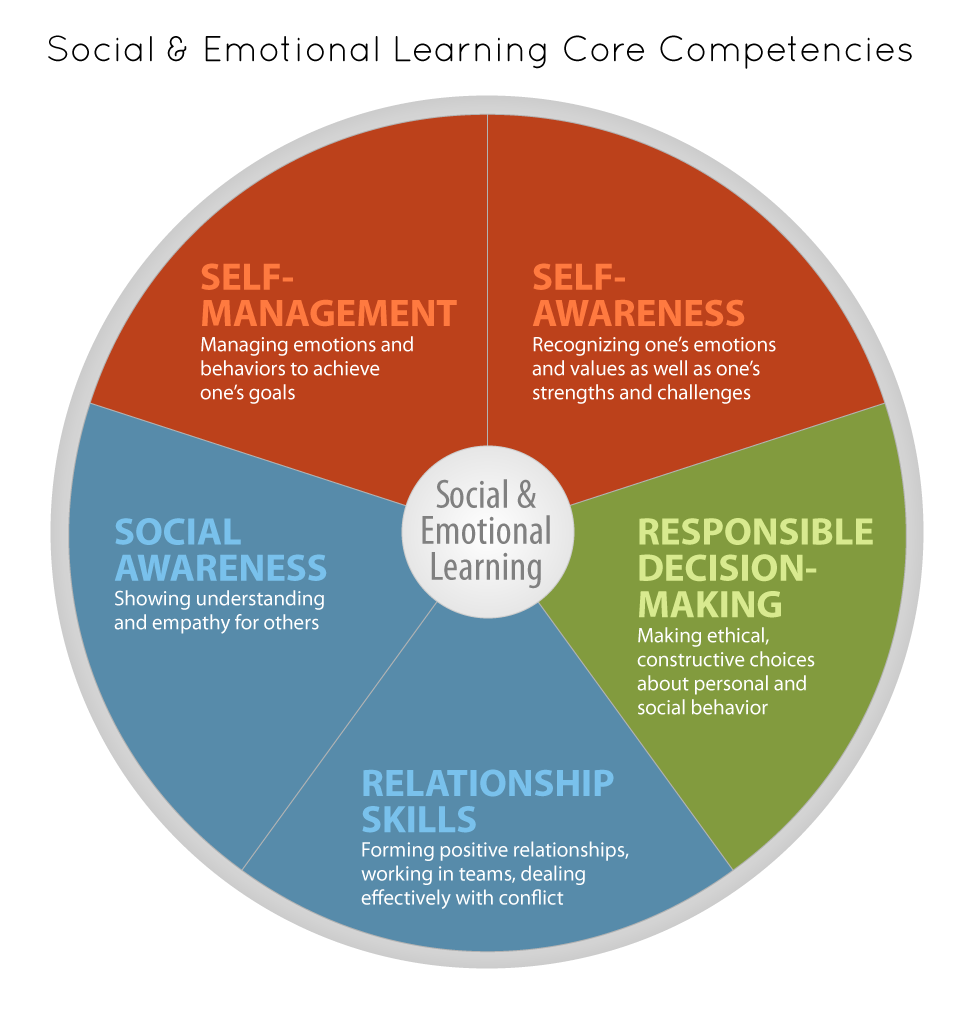 Social & Emotional Learning Core Competencies
SELF-
MANAGEMENT
Managing emotions and
behaviors to achieve
one’s goals
SELF-
AWARENESS
Recognizing one’s emotions
and values as well as one’s
strengths and challenges
Social &
Emotional
Learning
SOCIAL
AWARENESS
Showing understanding
and empathy for others
RESPONSIBLE
DECISION-
MAKING
Making ethical,
constructive choices
about personal and
social behavior
RELATIONSHIP
SKILLS
Forming positive relationships,
working in teams, dealing
effectively with conflict